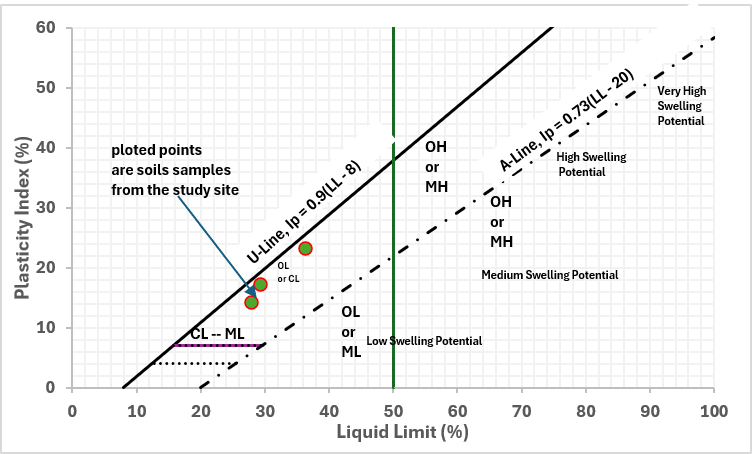 60
50
40
30
20
10
0
Plasticity Index (%)
ploted points
are soils samples
from the study site
U-Line, Ip = 0.9(LL - 8)
A-Line, Ip = 0.73(LL - 20)
OH
or
MH
Very High
Swelling
Potential
High Swelling
Potential
OH
or
MH
OL
or CL
Medium Swelling Potential
CL -- ML
OL
or
ML
Low Swelling Potential
0 10 20 30 40 50 60 70 80 90 100
Liquid Limit (%)